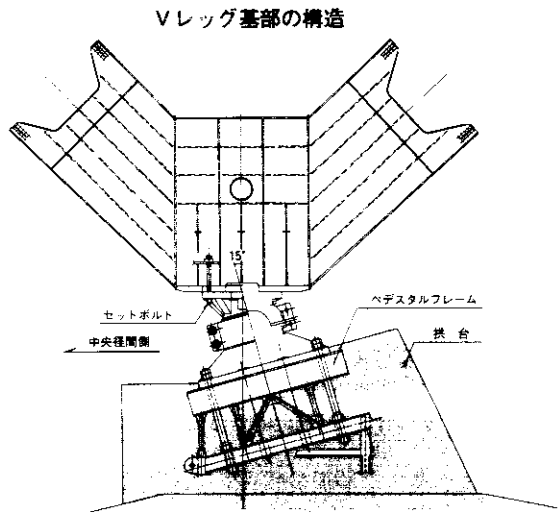 Vレッグ基部の構造
15°
セットボルト
ペデスタルフレーム
中央径間側
拱台